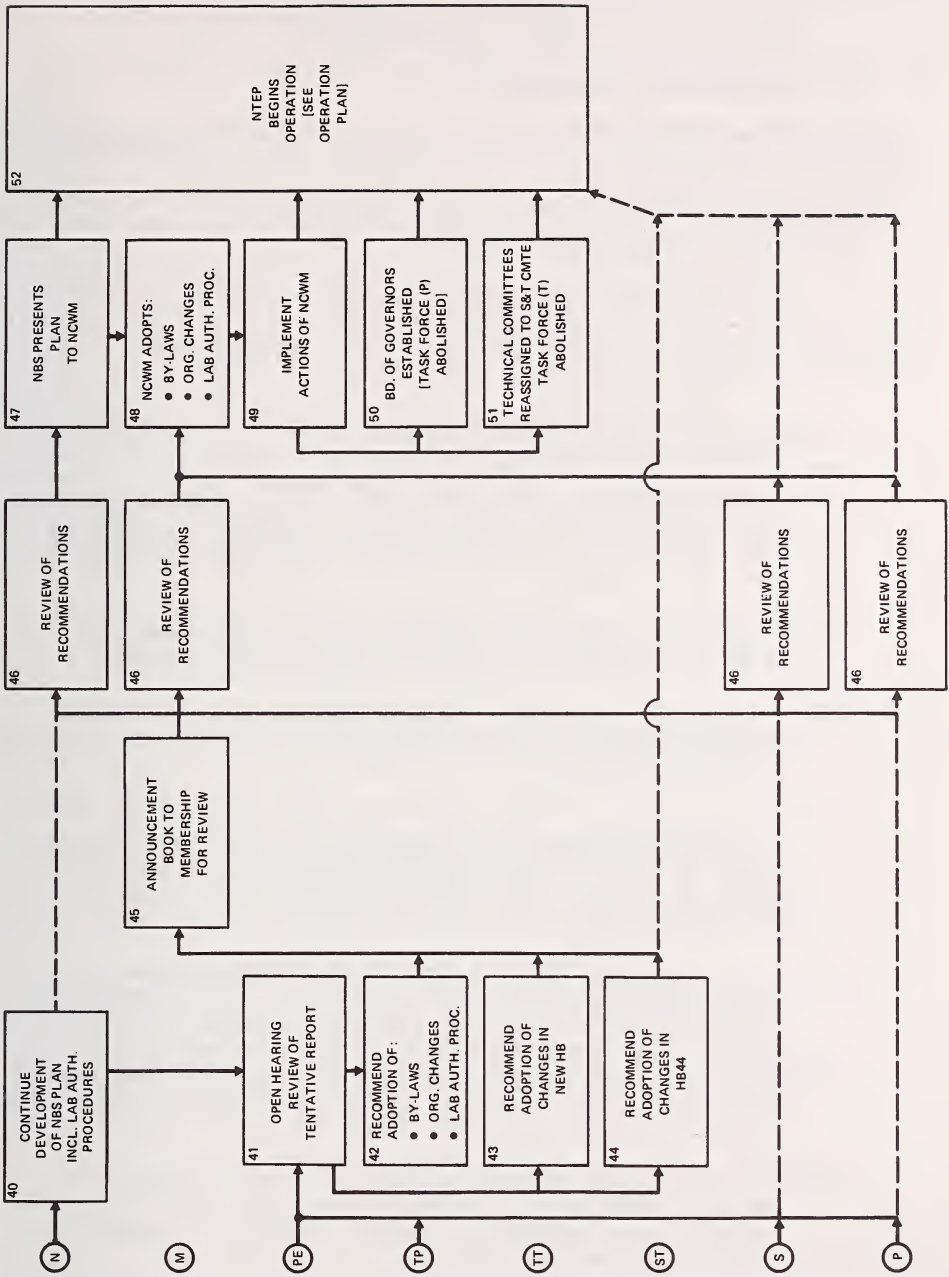 N
M
PE
TP
TT
ST
S
P
40
CONTINUE
DEVELOPMENT
OF NBS PLAN
INCL. LAB AUTH.
PROCEDURES
41
OPEN HEARING
REVIEW OF
TENTATIVE REPORT
42
RECOMMEND
ADOPTION OF:
● BY-LAWS
● ORG. CHANGES
● LAB AUTH. PROC.
43
RECOMMEND
ADOPTION OF
CHANGES IN
NEW HB
44
RECOMMEND
ADOPTION OF
CHANGES IN
HB44
45
ANNOUNCEMENT
BOOK TO
MEMBERSHIP
FOR REVIEW
46
REVIEW OF
RECOMMENDATIONS
46
REVIEW OF
RECOMMENDATIONS
46
REVIEW OF
RECOMMENDATIONS
46
REVIEW OF
RECOMMENDATIONS
47
NBS PRESENTS
PLAN
TO NCWM
48
NCWM ADOPTS:
● BY-LAWS
● ORG. CHANGES
● LAB AUTH. PROC.
49
IMPLEMENT
ACTIONS OF NCWM
50
BD. OF GOVERNORS
ESTABLISHED
[TASK FORCE (P)
ABOLISHED]
51
TECHNICAL COMMITTEES
REASSIGNED TO S&T CMTE
TASK FORCE (T)
ABOLISHED
52
NTEP
BEGINS
OPERATION
[SEE
OPERATION
PLAN]